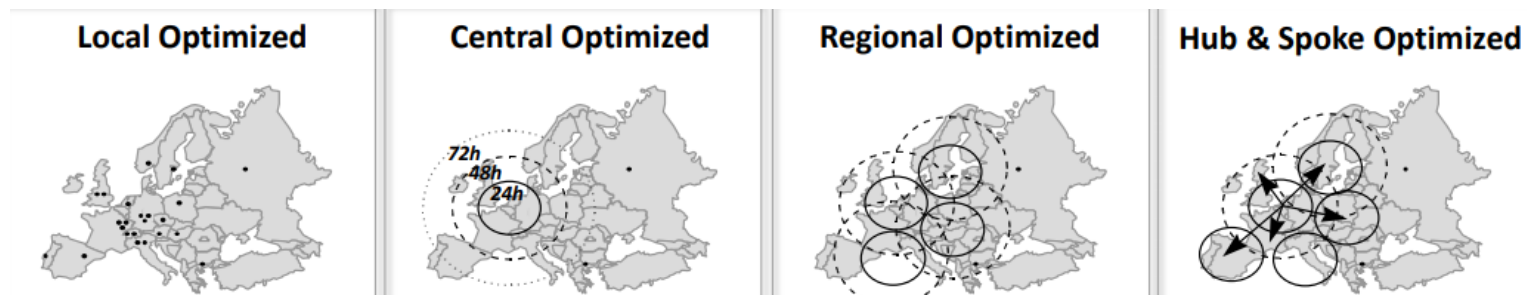 Local Optimized
Central Optimized
72h
48h
24h
Regional Optimized
Hub & Spoke Optimized